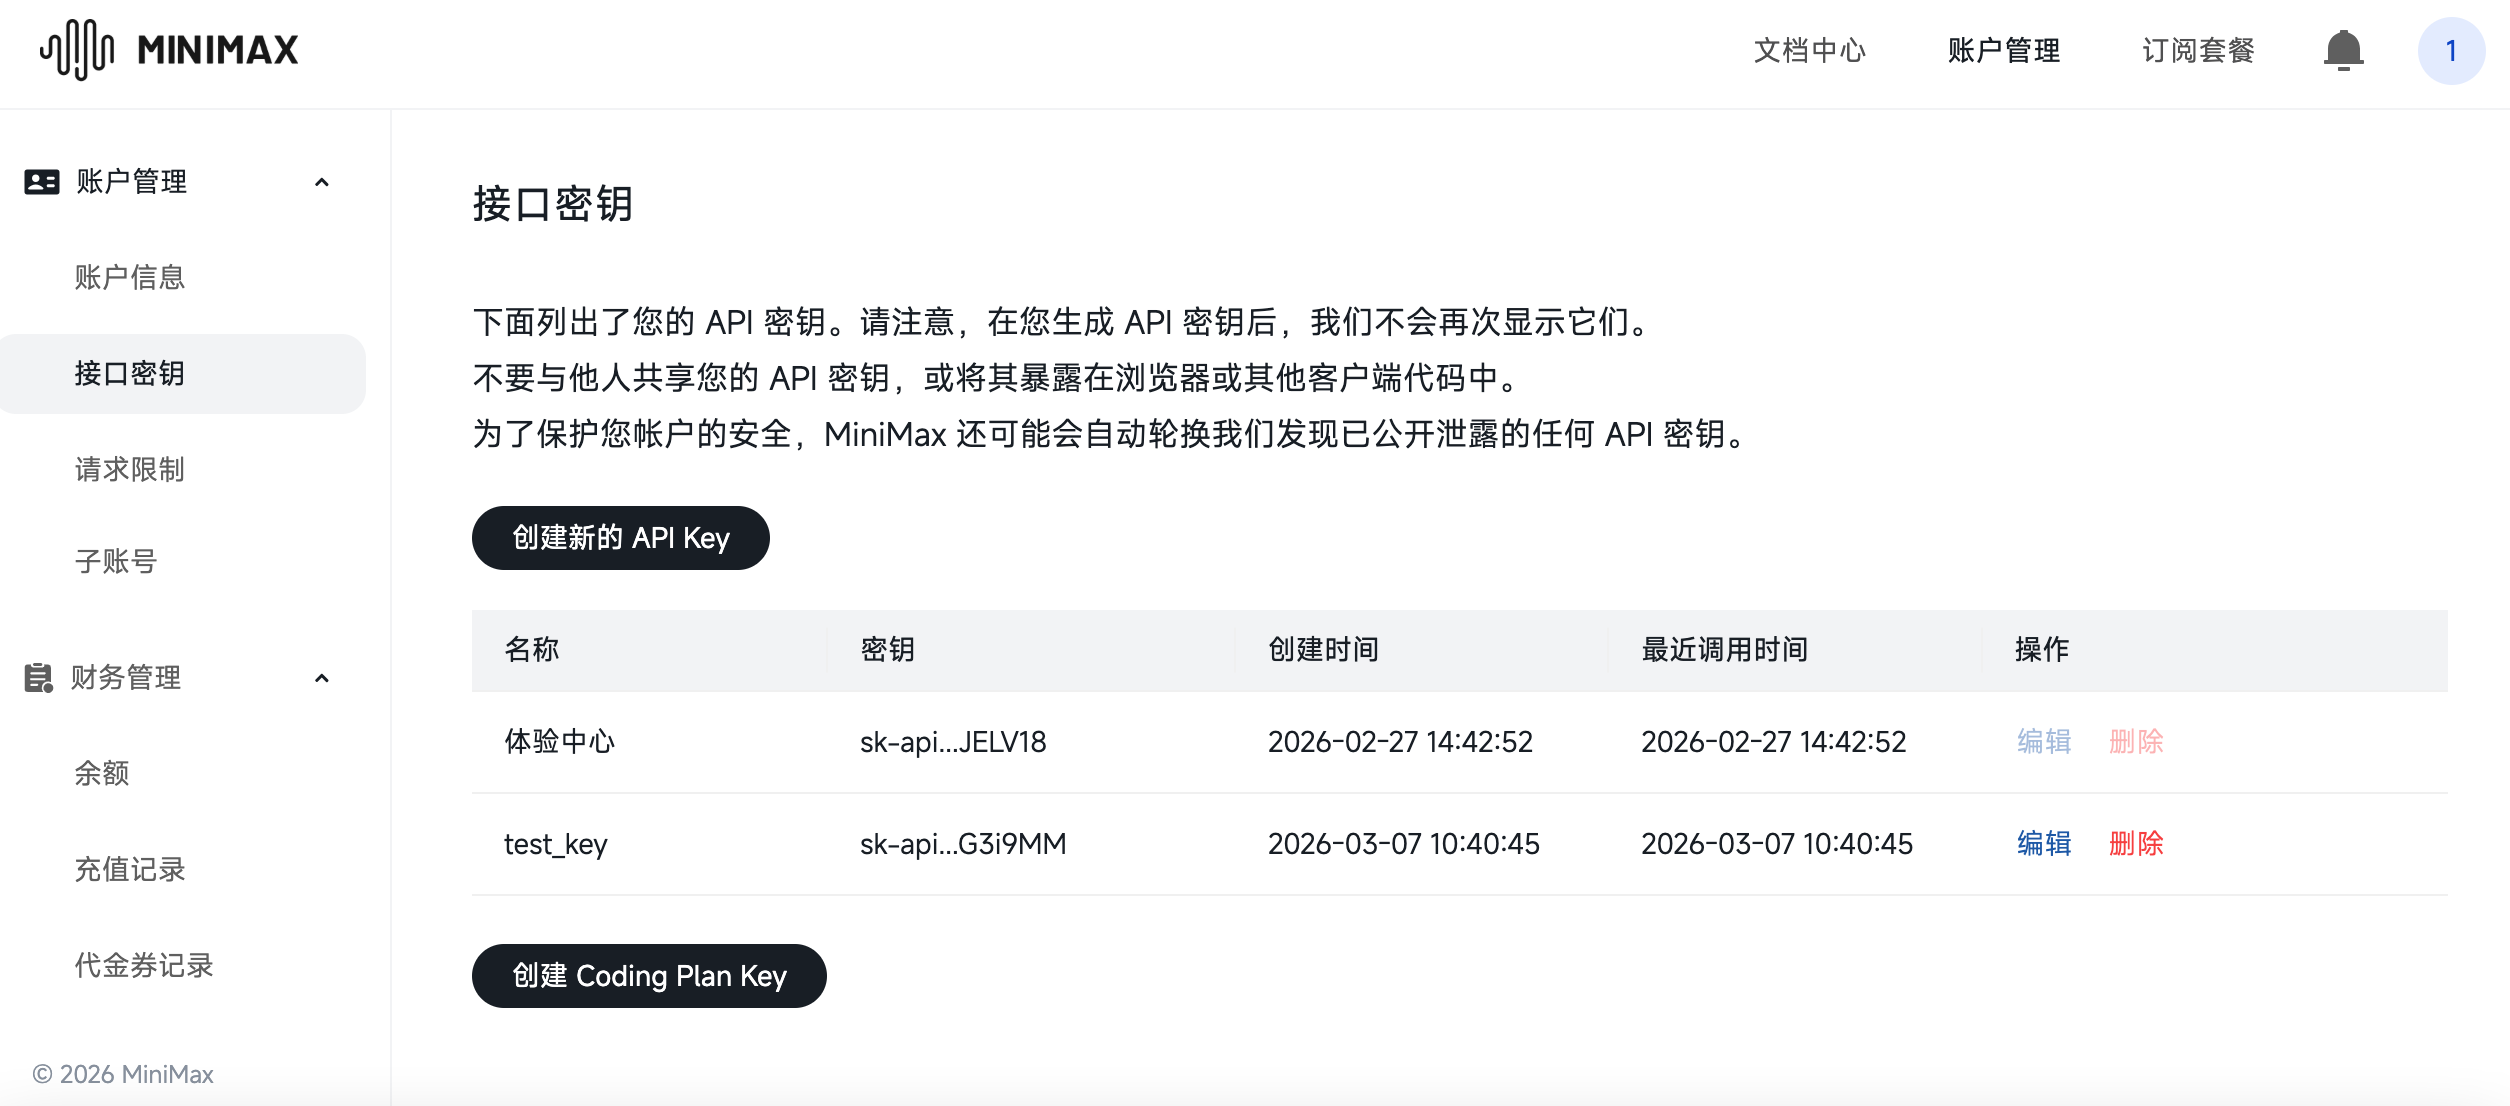 MINIMAX
文档中心
账户管理
订阅套餐
1
账户管理
账户信息
接口密钥
请求限制
子账号
财务管理
余额
充值记录
代金券记录
© 2026 MiniMax
接口密钥
下面列出了您的 API 密钥。请注意，在您生成 API 密钥后，我们不会再次显示它们。
不要与他人共享您的 API 密钥，或将其暴露在浏览器或其他客户端代码中。
为了保护您帐户的安全，MiniMax 还可能会自动轮换我们发现已公开泄露的任何 API 密钥。
创建新的 API Key
名称 密钥 创建时间 最近调用时间 操作
体验中心 sk-api...JELV18 2026-02-27 14:42:52 2026-02-27 14:42:52 编辑 删除
test_key sk-api...G3i9MM 2026-03-07 10:40:45 2026-03-07 10:40:45 编辑 删除
创建 Coding Plan Key